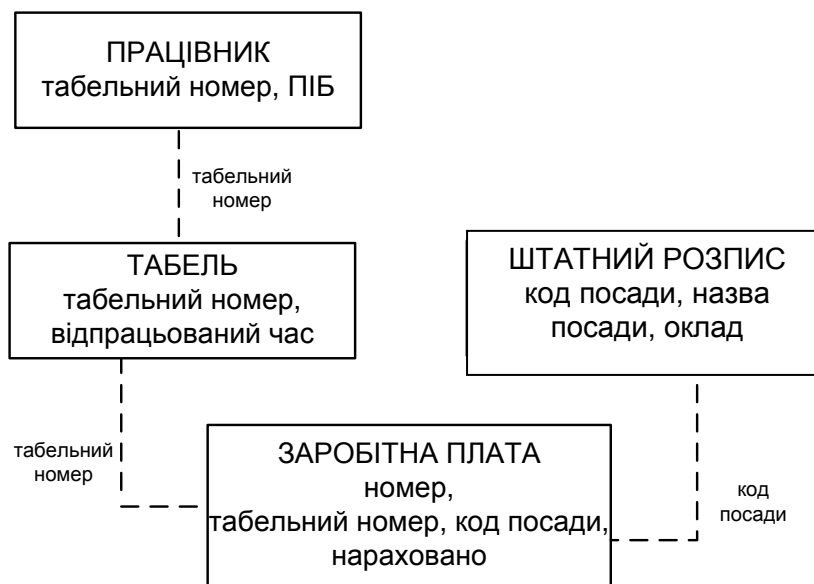 ПРАЦІВНИК
табельний номер, ПІБ
табельний
номер
ТАБЕЛЬ
табельний номер,
відпрацьований час
ШТАТНИЙ РОЗПИС
код посади, назва
посади, оклад
табельний
номер
ЗАРОБІТНА ПЛАТА
номер,
табельний номер, код посади,
нараховано
код
посади